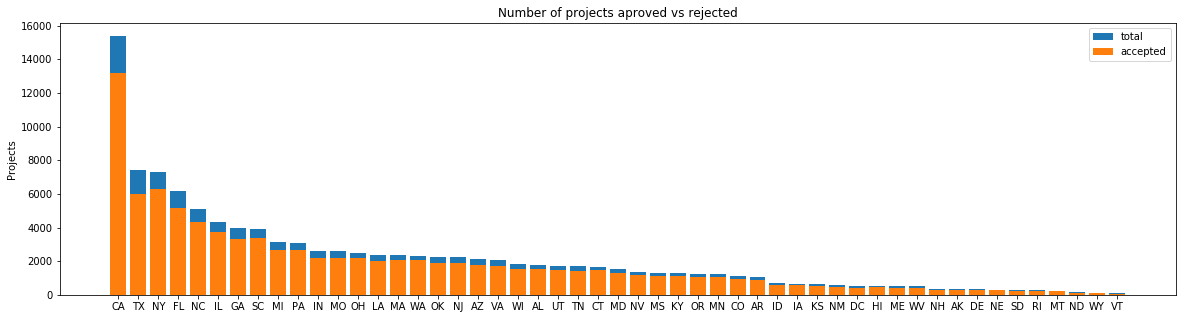 Number of projects aproved vs rejected
total
accepted
Projects
16000
14000
12000
10000
8000
6000
4000
2000
0
CA TX NY FL NC IL GA SC MI PA IN MO OH LA MA WA OK NJ AZ VA WI AL UT TN CT MD NV MS KY OR MN CO AR ID IA KS NM DC HI ME WV NH AK DE NE SD RI MT ND WY VT